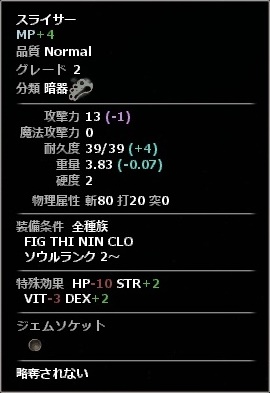 スライサー
MP+4
品質 Normal
グレード 2
分類 暗器
攻撃力 13 (-1)
魔法攻撃力 0
耐久度 39/39 (+4)
重量 3.83 (-0.07)
硬度 2
物理属性 斬80 打20 突0
装備条件 全種族
FIG THI NIN CLO
ソウルランク 2～
特殊効果 HP-10 STR+2
VIT-3 DEX+2
ジェムソケット
略奪されない